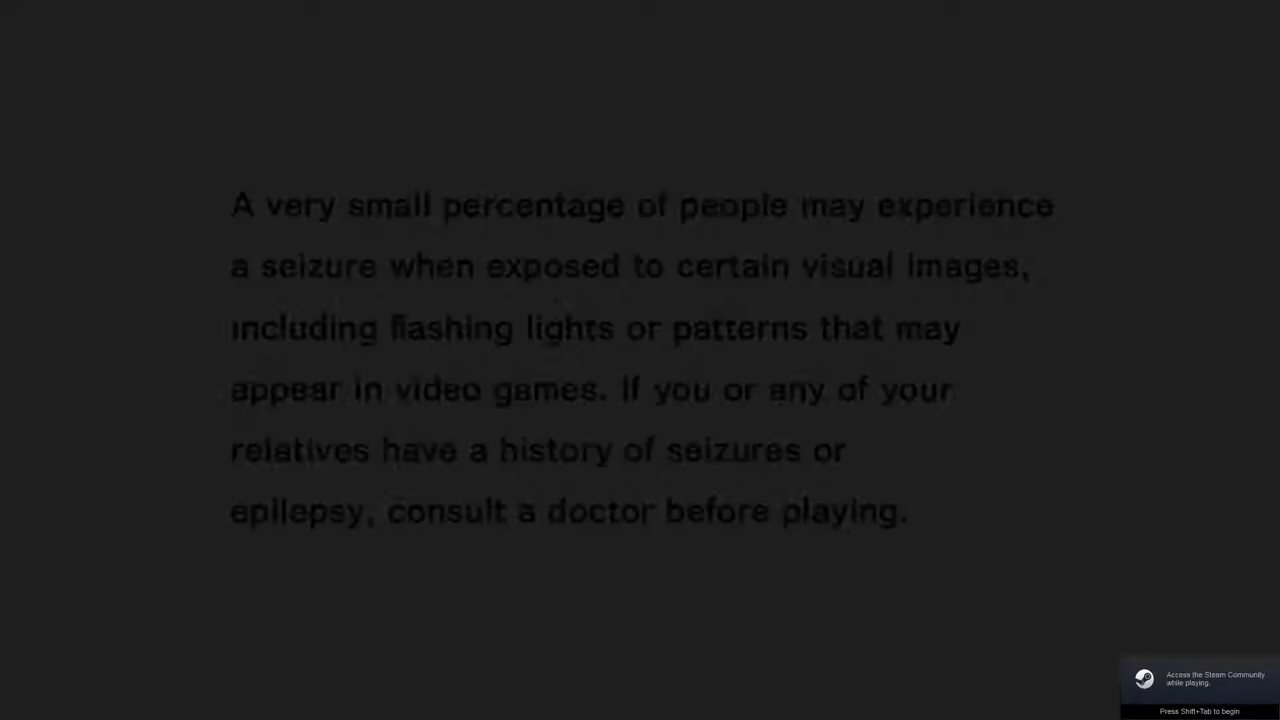 A very small percentage of people may experience
a seizure when exposed to certain visual images,
including flashing lights or patterns that may
appear in video games. If you or any of your
relatives have a history of seizures or
epilepsy, consult a doctor before playing.
Access the Steam Community
while playing.
Press Shift+Tab to begin